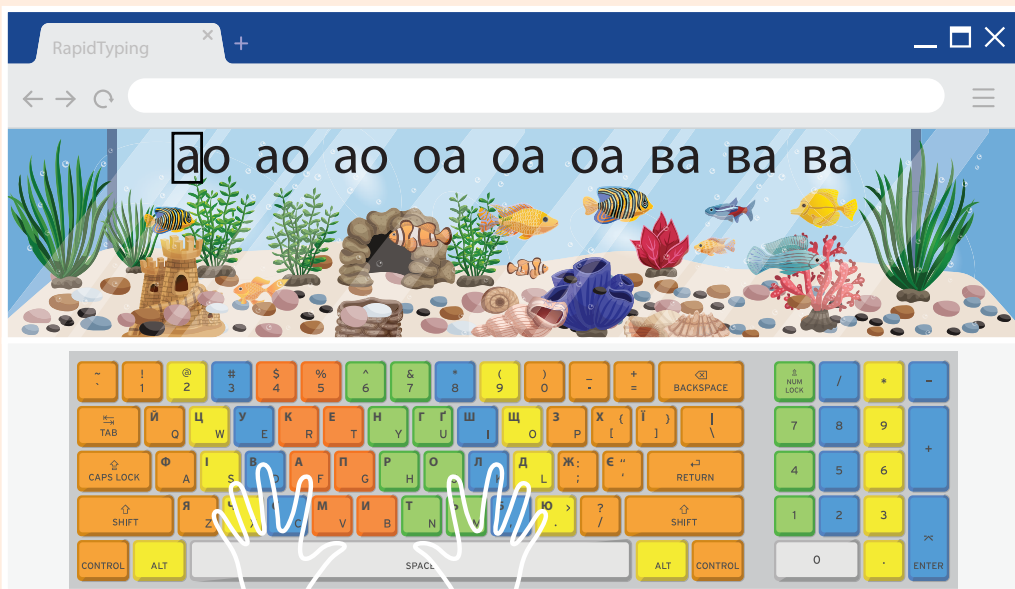 RapidTyping
ао ао ао оа оа оа ва ва ва
~ ` ! 1 @ 2 # 3 $ 4 % 5 ^ 6 & 7 * 8 ( 9 ) 0 _ - + = BACKSPACE NUM LOCK / * -
TAB Й Q Ц W У E К R Е T Н Y Г Ґ U Ш I Щ O З P Х { [ Ї } ] | \ 7 8 9 +
CAPS LOCK Ф A І S В D А F П G Р H О Л К Д L Ж : ; Є “ ‘ RETURN 4 5 6
SHIFT Я Z Ч X С C М V И B Т N Ь Б , Ю > . ? / SHIFT 1 2 3 ENTER
CONTROL ALT SPACE ALT CONTROL 0 .